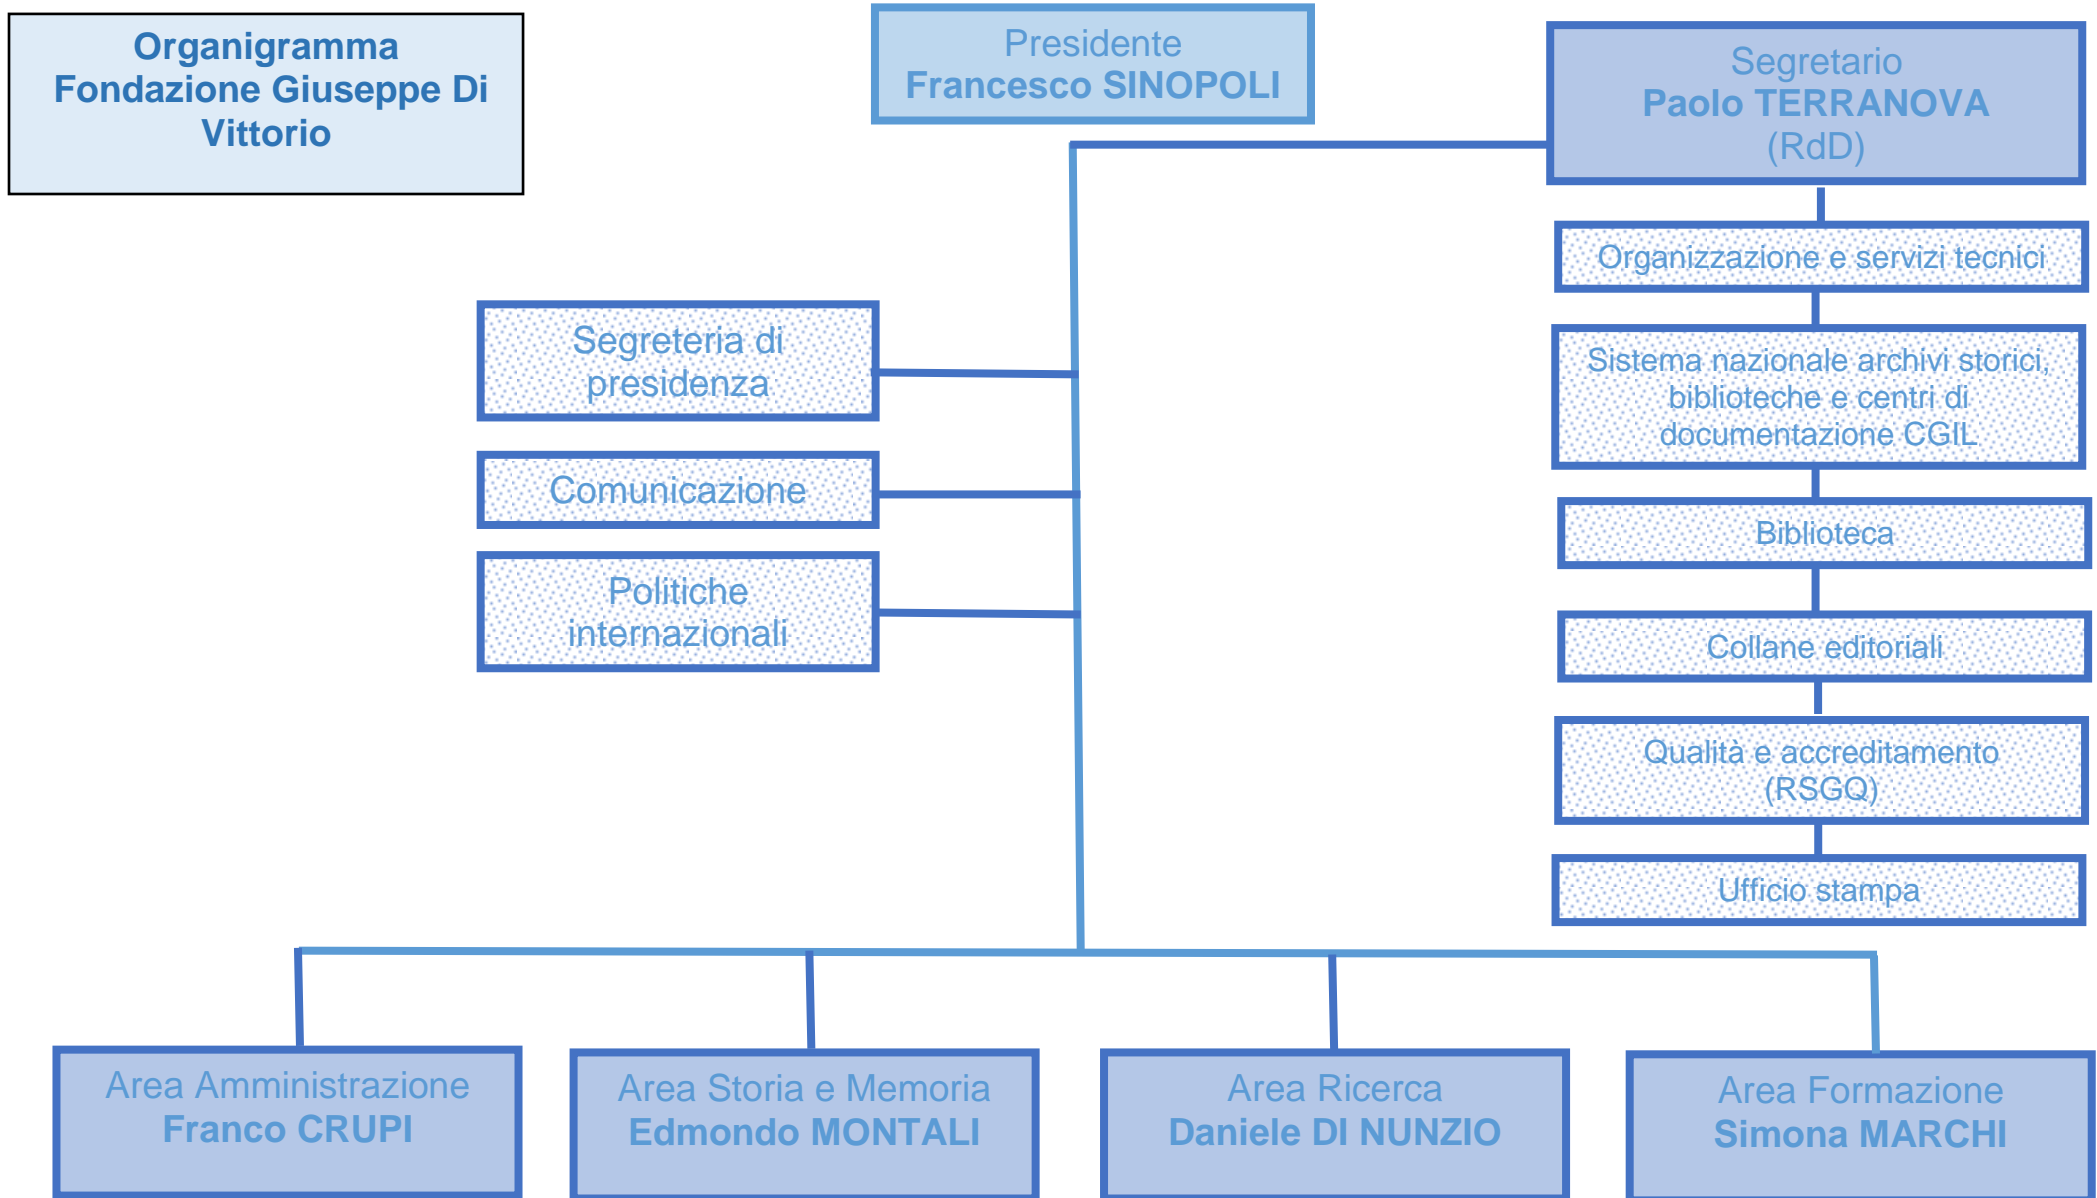 Organigramma
Fondazione Giuseppe Di
Vittorio
Presidente
Francesco SINOPOLI
Segretario
Paolo TERRANOVA
(RdD)
Segreteria di
presidenza
Comunicazione
Politiche
internazionali
Organizzazione e servizi tecnici
Sistema nazionale archivi storici,
biblioteche e centri di
documentazione CGIL
Biblioteca
Collane editoriali
Qualità e accreditamento
(RSGQ)
Ufficio stampa
Area Amministrazione
Franco CRUPI
Area Storia e Memoria
Edmondo MONTALI
Area Ricerca
Daniele DI NUNZIO
Area Formazione
Simona MARCHI